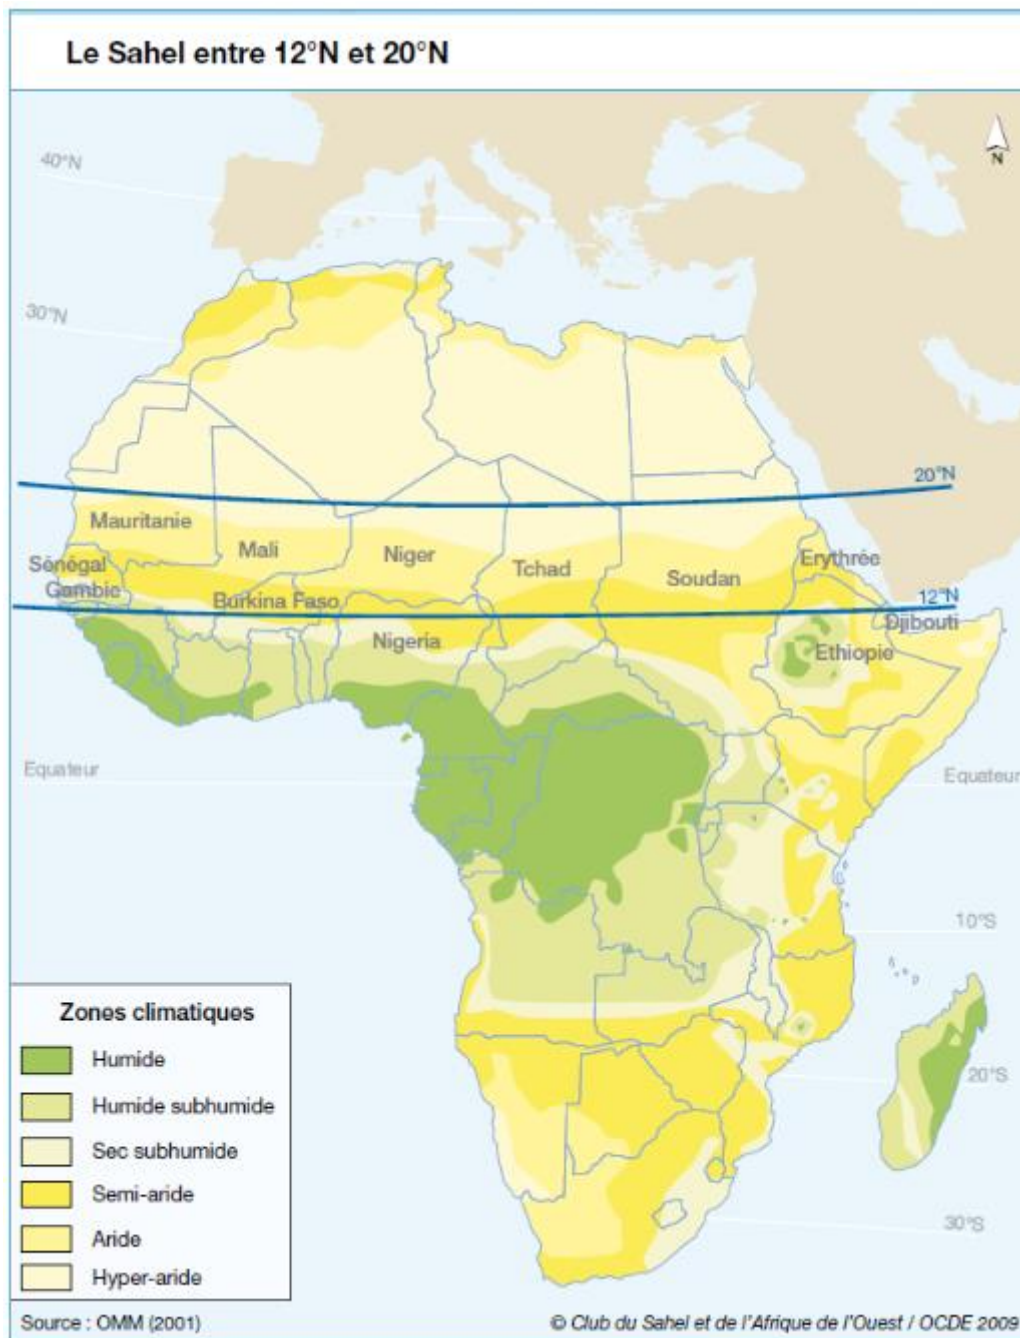 Le Sahel entre 12°N et 20°N
N
40°N
30°N
20°N
Mauritanie
Mali
Niger
Tchad
Soudan
Erythrée
Sénégal
Gambie
Burkina Faso
12°N
Djibouti
Nigeria
Ethiopie
Equateur
Equateur
10°S
20°S
30°S
Zones climatiques
Humide
Humide subhumide
Sec subhumide
Semi-aride
Aride
Hyper-aride
Source : OMM (2001)
© Club du Sahel et de l'Afrique de l'Ouest / OCDE 2009